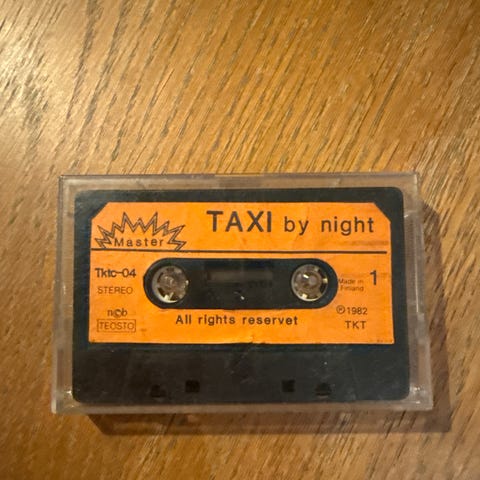 TAXI by night
Master
Tktc-04
STEREO
Made in
Finland
1
n©b
TEOSTO
All rights reservet
℗ 1982
TKT